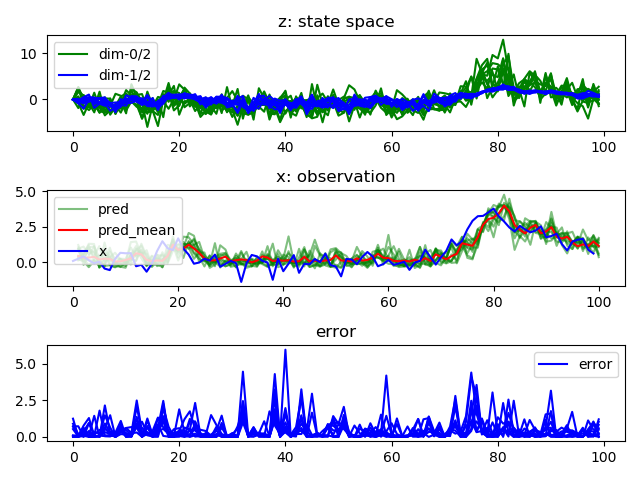 z: state space
10
0
dim-0/2
dim-1/2
0 20 40 60 80 100
x: observation
5.0
2.5
0.0
pred
pred_mean
x
0 20 40 60 80 100
error
5.0
2.5
0.0
error
0 20 40 60 80 100